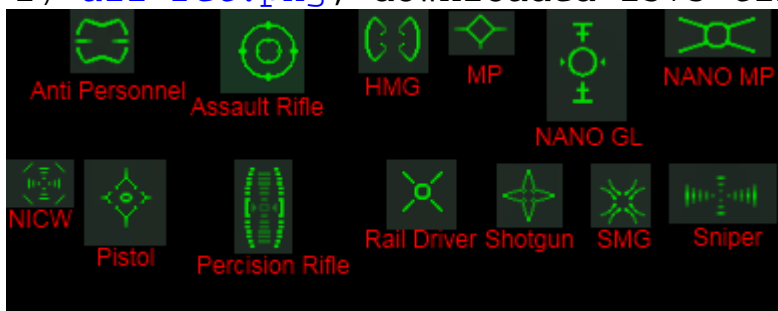 Anti Personnel
Assault Rifle
HMG
MP
NANO GL
NANO MP
NICW
Pistol
Percision Rifle
Rail Driver
Shotgun
SMG
Sniper